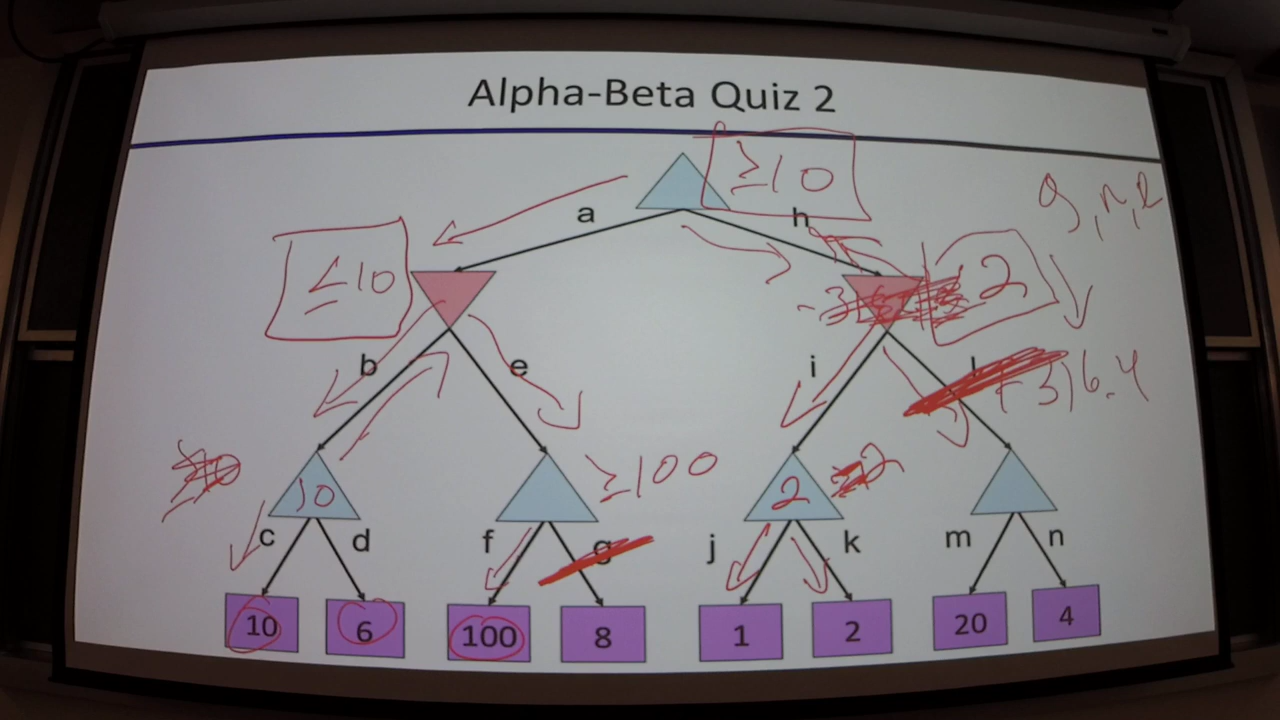 Alpha-Beta Quiz 2
≥10
g, n, l
a
h
≤10
2
b
e
i
10
≥100
2
c
d
f
g
j
k
m
n
10
6
100
8
1
2
20
4